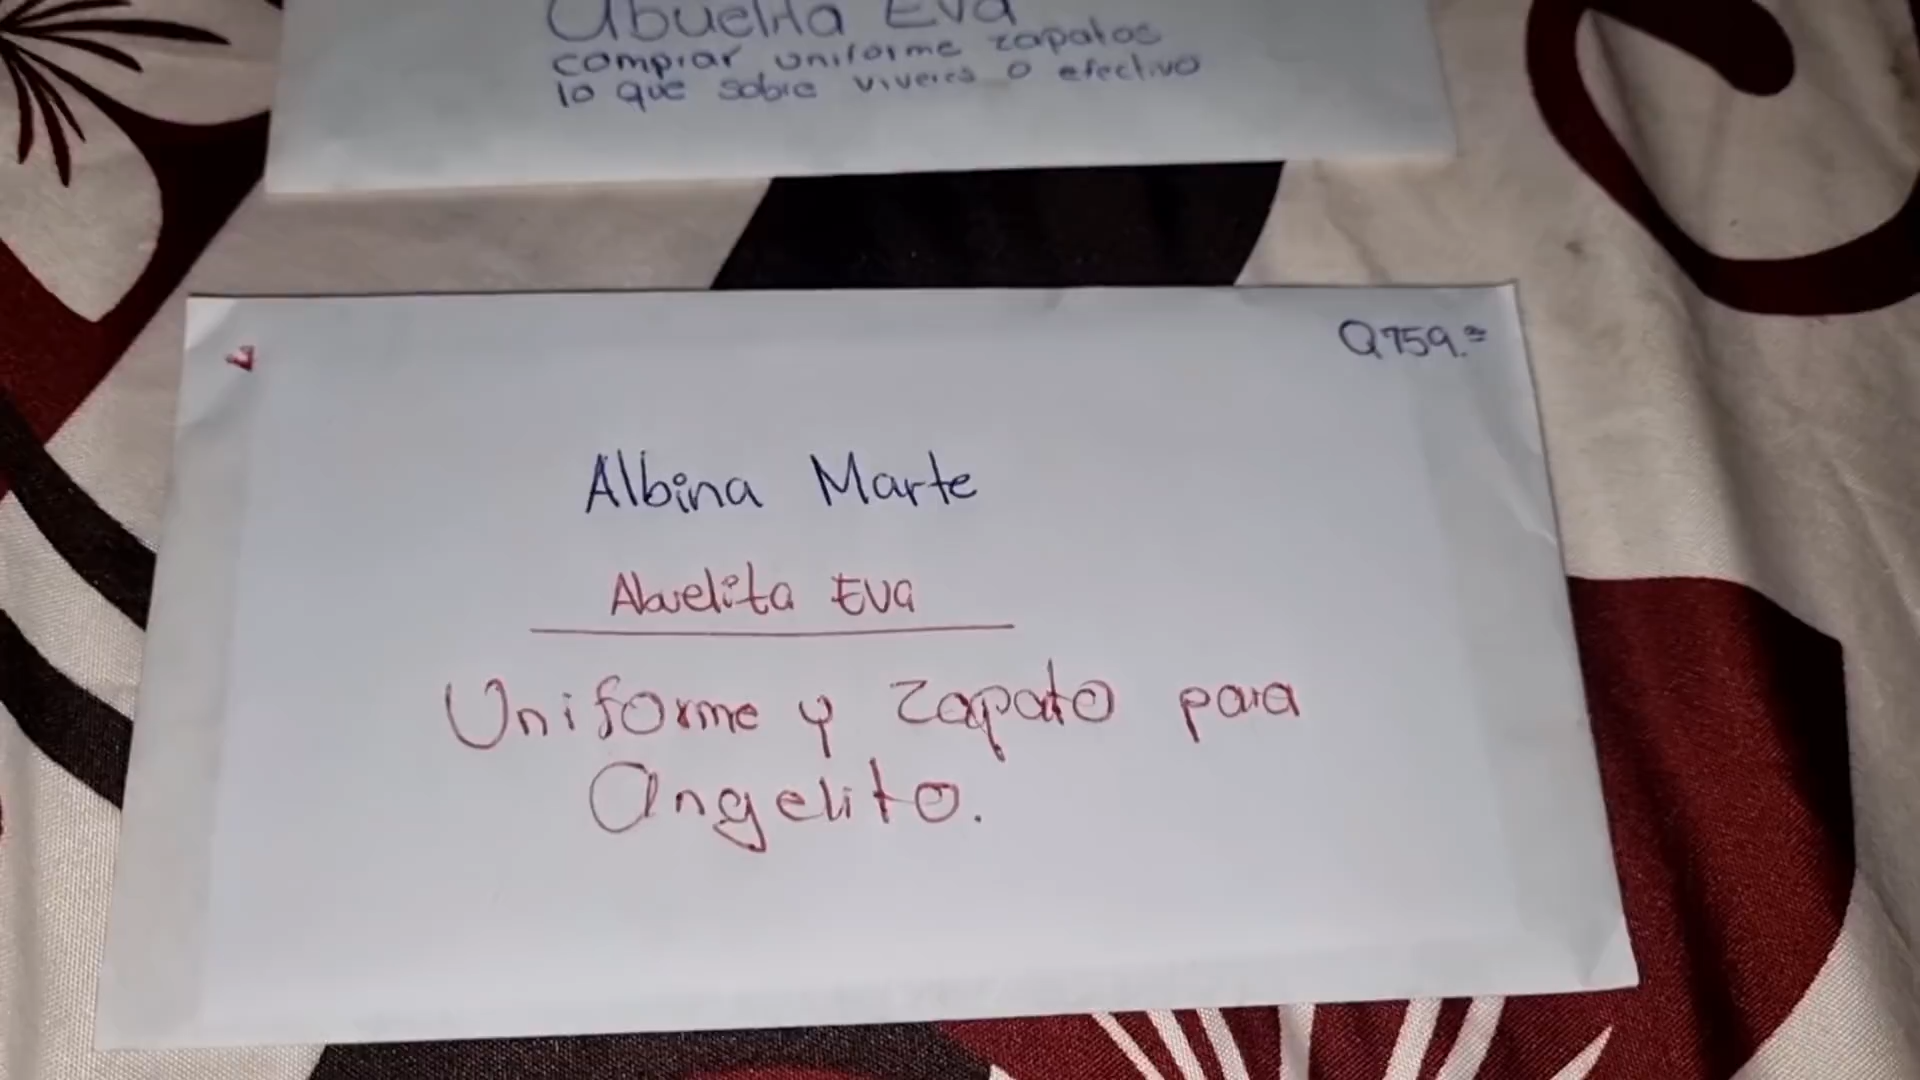 Abuelita Eva
comprar uniforme zapatos
lo que sobre viveres o efectivo
Q759.⁰⁰
Albina Marte
Abuelita Eva
Uniforme y Zapato para
Angelito.